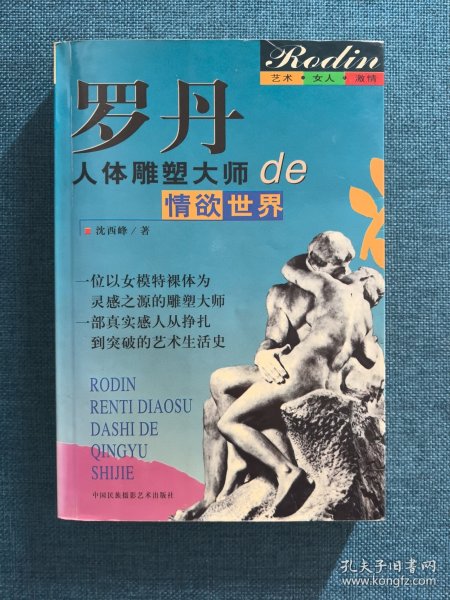 Rodin
艺术·女人·激情
罗丹
人体雕塑大师de
情欲世界
沈西峰/著
一位以女模特裸体为
灵感之源的雕塑大师
一部真实感人从挣扎
到突破的艺术生活史
RODIN
RENTI DIAOSU
DASHI DE
QINGYU
SHIJIE
中国民族摄影艺术出版社
孔夫子旧书网
www.kongfz.com